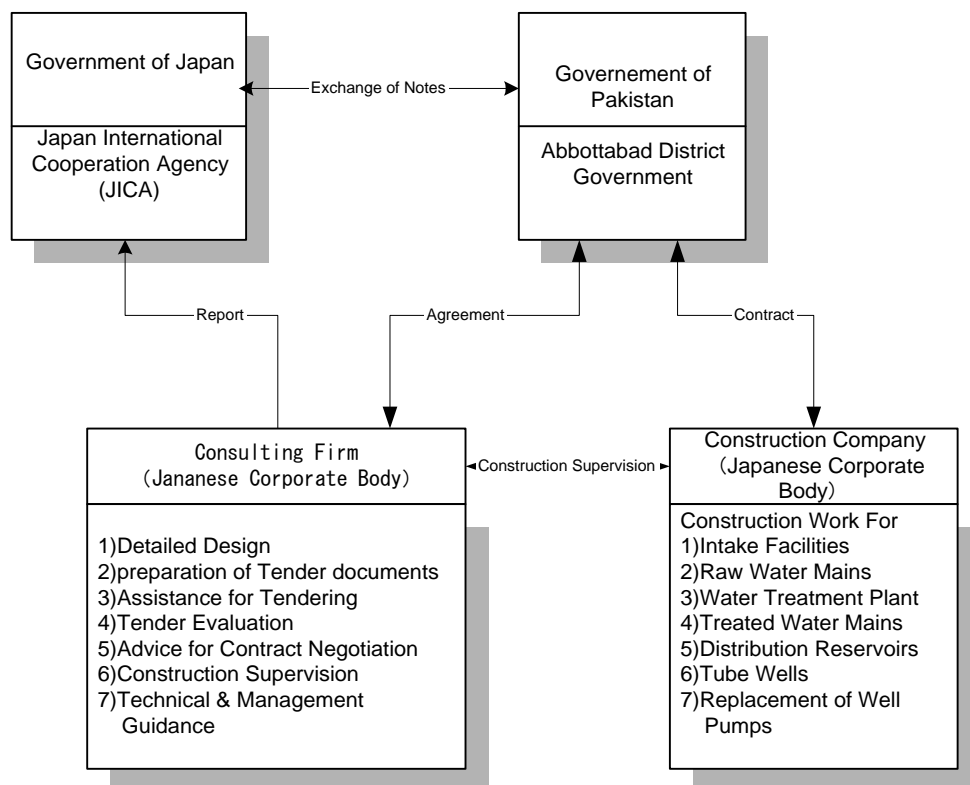 Government of Japan
Exchange of Notes
Governement of
Pakistan
Japan International
Cooperation Agency
(JICA)
Abbottabad District
Government
Report
Agreement
Contract
Consulting Firm
(Jananese Corporate Body)
Construction Supervision
Construction Company
(Japanese Corporate
Body)
1)Detailed Design
2)preparation of Tender documents
3)Assistance for Tendering
4)Tender Evaluation
5)Advice for Contract Negotiation
6)Construction Supervision
7)Technical & Management
Guidance
Construction Work For
1)Intake Facilities
2)Raw Water Mains
3)Water Treatment Plant
4)Treated Water Mains
5)Distribution Reservoirs
6)Tube Wells
7)Replacement of Well
Pumps